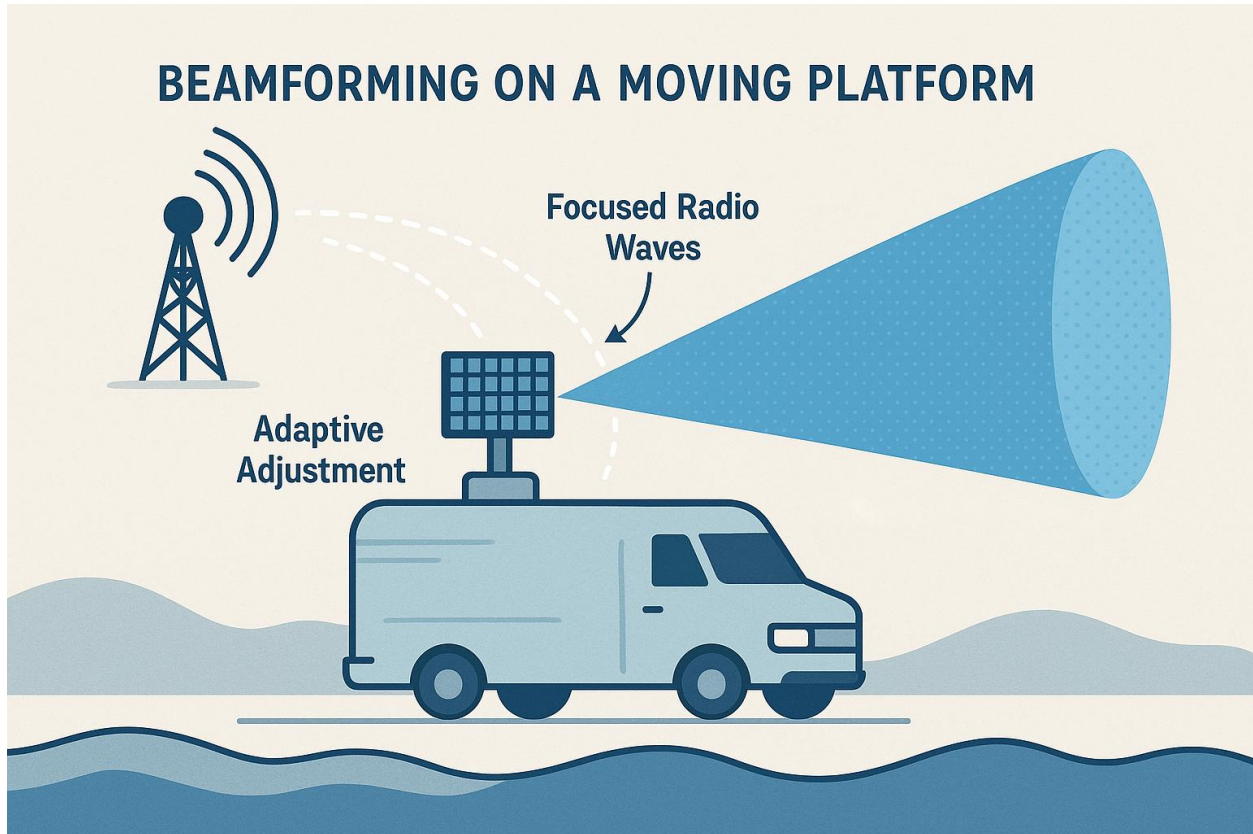 BEAMFORMING ON A MOVING PLATFORM
Focused Radio
Waves
Adaptive
Adjustment